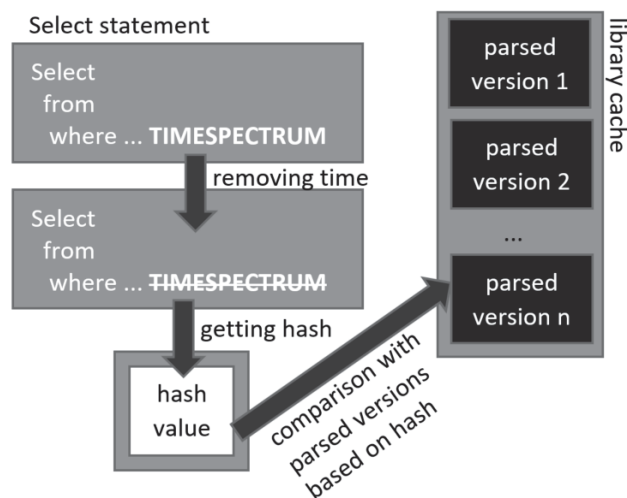 Select statement
Select
from
where ... TIMESPECTRUM
removing time
Select
from
where ... TIMESPECTRUM
getting hash
hash
value
comparison with
parsed versions
based on hash
parsed
version 1
parsed
version 2
...
parsed
version n
library cache